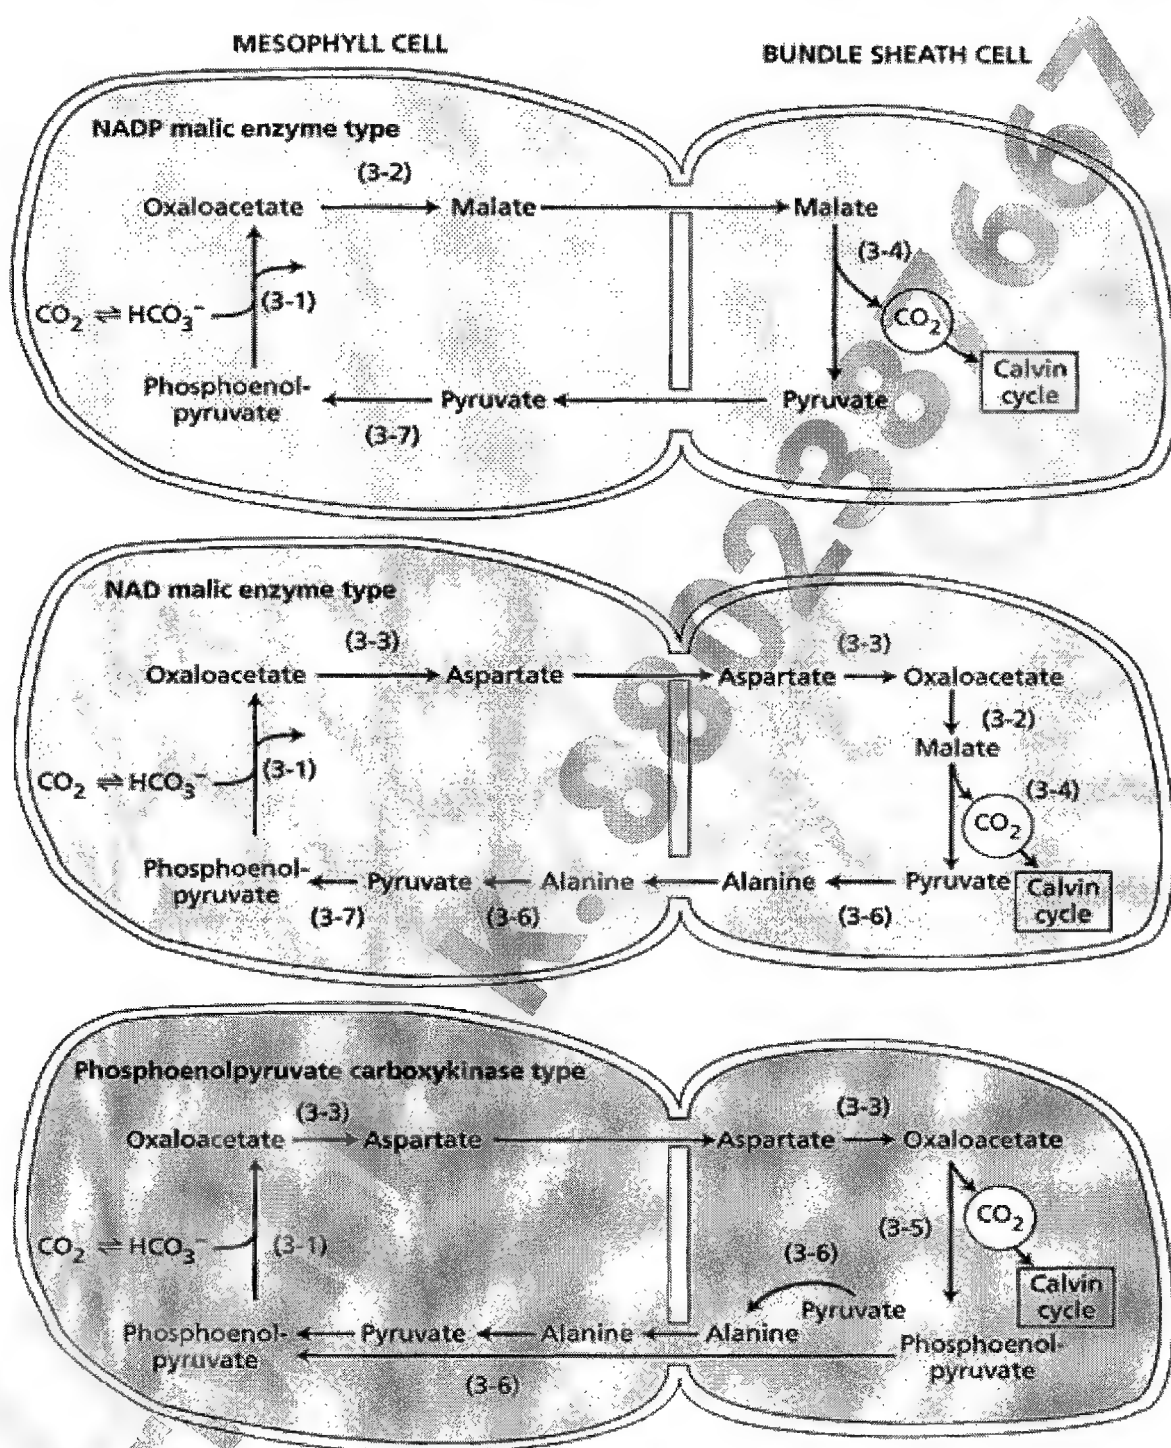 MESOPHYLL CELL
BUNDLE SHEATH CELL
NADP malic enzyme type
(3-2)
Oxaloacetate
Malate
Malate
(3-4)
(3-1)
CO₂ ⇌ HCO₃⁻
CO₂
Calvin
cycle
Phosphoenol-
pyruvate
Pyruvate
Pyruvate
(3-7)
NAD malic enzyme type
(3-3)
(3-3)
Oxaloacetate
Aspartate
Aspartate
Oxaloacetate
(3-2)
Malate
(3-1)
CO₂ ⇌ HCO₃⁻
(3-4)
CO₂
Phosphoenol-
pyruvate
Pyruvate
Alanine
Alanine
Pyruvate
Calvin
cycle
(3-7)
(3-6)
(3-6)
Phosphoenolpyruvate carboxykinase type
(3-3)
(3-3)
Oxaloacetate
Aspartate
Aspartate
Oxaloacetate
CO₂
(3-5)
CO₂ ⇌ HCO₃⁻
(3-1)
(3-6)
Calvin
cycle
Pyruvate
Phosphoenol-
pyruvate
Pyruvate
Alanine
Alanine
Phosphoenol-
pyruvate
(3-6)